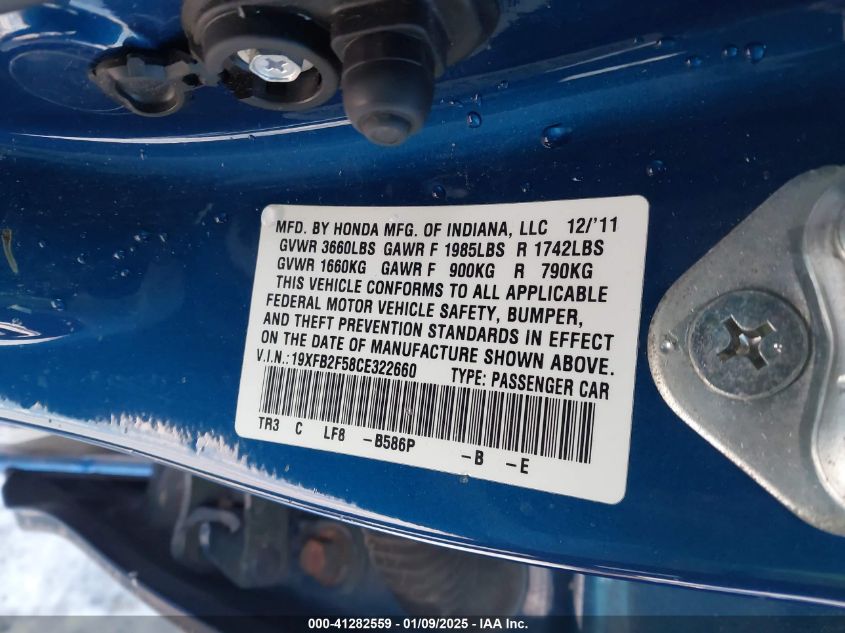 MFD. BY HONDA MFG. OF INDIANA, LLC 12/'11
GVWR 3660LBS GAWR F 1985LBS R 1742LBS
GVWR 1660KG GAWR F 900KG R 790KG
THIS VEHICLE CONFORMS TO ALL APPLICABLE
FEDERAL MOTOR VEHICLE SAFETY, BUMPER,
AND THEFT PREVENTION STANDARDS IN EFFECT
ON THE DATE OF MANUFACTURE SHOWN ABOVE.
V.I.N.:19XFB2F58CE322660 TYPE: PASSENGER CAR
TR3 C LF8 -B586P -B -E
000-41282559 - 01/09/2025 - IAA Inc.